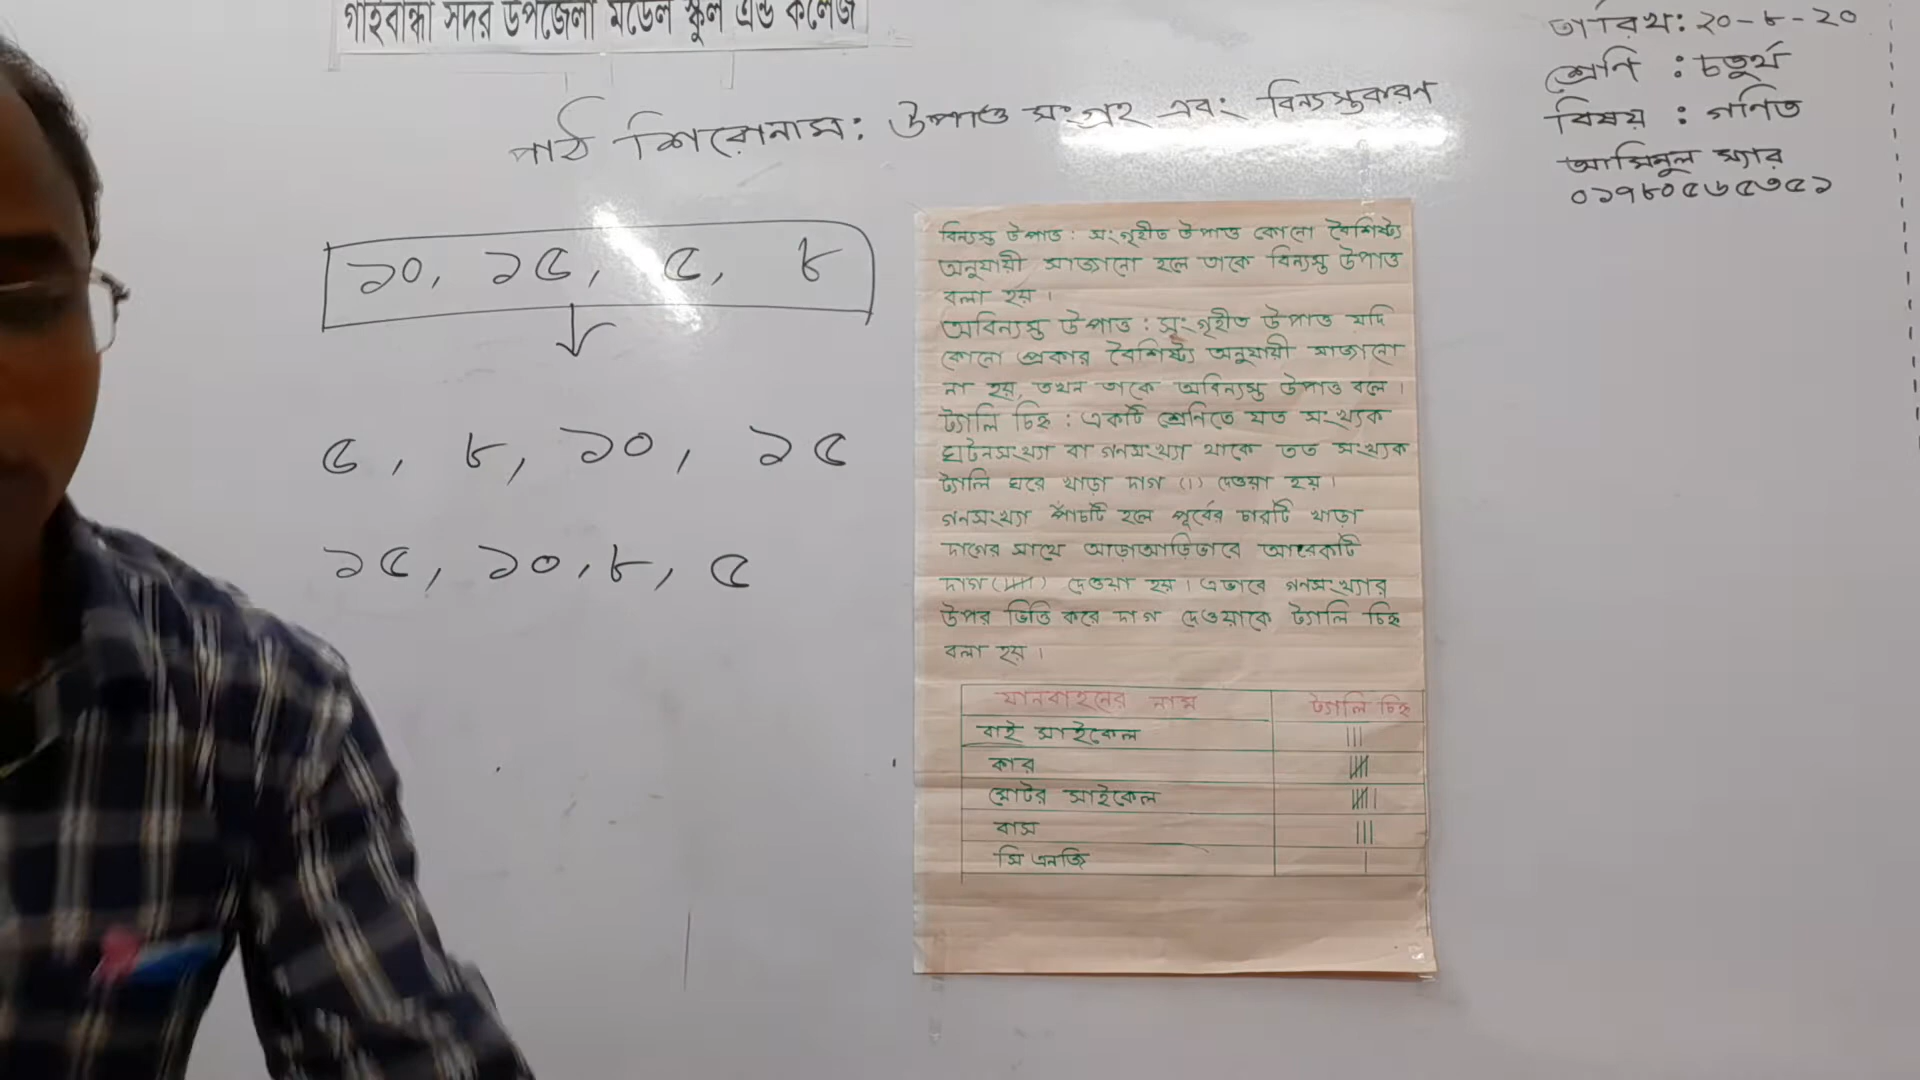 গাইবান্ধা সদর উপজেলা মডেল স্কুল এন্ড কলেজ
তারিখ: ২০-৮-২০
শ্রেণি : চতুর্থ
বিষয় : গণিত
আমিনুল স্যার
০১৭৮০৫৬৫৩৫১
পাঠ শিরোনাম: উপাত্ত সংগ্রহ এবং বিন্যস্তকারণ
১০, ১৫, ৫, ৮
৫, ৮, ১০, ১৫
১৫, ১০, ৮, ৫
বিন্যস্ত উপাত্ত : সংগৃহীত উপাত্ত কোনো বৈশিষ্ট্য
অনুযায়ী সাজানো হলে তাকে বিন্যস্ত উপাত্ত
বলা হয় ।
অবিন্যস্ত উপাত্ত : সংগৃহীত উপাত্ত যদি
কোনো প্রকার বৈশিষ্ট্য অনুযায়ী সাজানো
না হয়, তখন তাকে অবিন্যস্ত উপাত্ত বলে ।
ট্যালি চিহ্ন : একটি শ্রেনিতে যত সংখ্যক
ঘটনসংখ্যা বা গনসংখ্যা থাকে তত সংখ্যক
ট্যালি ঘরে খাড়া দাগ (।) দেওয়া হয় ।
গনসংখ্যা পাঁচটি হলে পূর্বের চারটি খাড়া
দাগের সাথে আড়াআড়িভাবে আরেকটি
দাগ (||||) দেওয়া হয় । এভাবে গনসংখ্যার
উপর ভিত্তি করে দাগ দেওয়াকে ট্যালি চিহ্ন
বলা হয় ।
যানবাহনের নাম ট্যালি চিহ্ন
বাই সাইকেল |||
কার ||||
মোটর সাইকেল |||| |
বাস |||
সি এনজি |